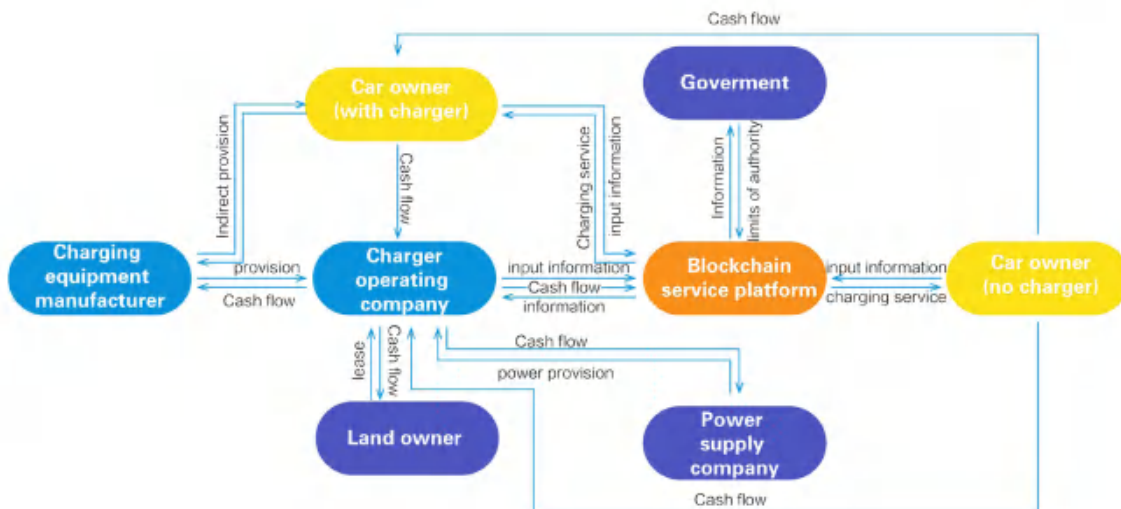 Cash flow
Car owner
(with charger)
Goverment
Indirect provision
Cash flow
Charging service
input information
Information
limits of authority
Charging
equipment
manufacturer
provision
Cash flow
Charger
operating
company
input information
Cash flow
information
Blockchain
service platform
input information
charging service
Car owner
(no charger)
lease
Cash flow
Cash flow
power provision
Land owner
Power
supply
company
Cash flow